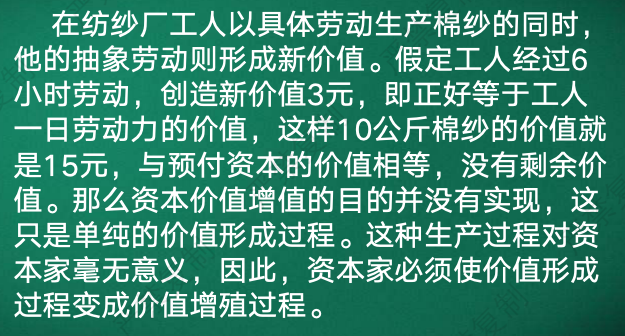 在纺纱厂工人以具体劳动生产棉纱的同时，
他的抽象劳动则形成新价值。假定工人经过6
小时劳动，创造新价值3元，即正好等于工人
一日劳动力的价值，这样10公斤棉纱的价值就
是15元，与预付资本的价值相等，没有剩余价
值。那么资本价值增值的目的并没有实现，这
只是单纯的价值形成过程。这种生产过程对资
本家毫无意义，因此，资本家必须使价值形成
过程变成价值增殖过程。